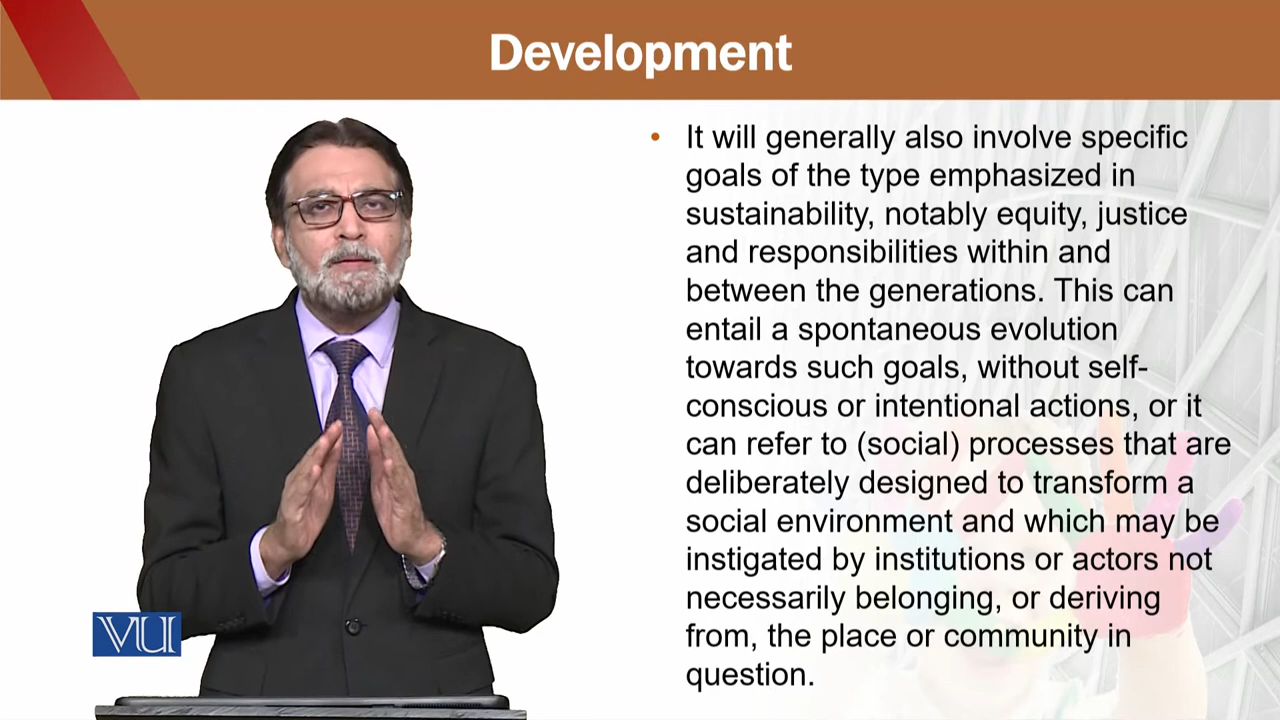 Development
• It will generally also involve specific
goals of the type emphasized in
sustainability, notably equity, justice
and responsibilities within and
between the generations. This can
entail a spontaneous evolution
towards such goals, without self-
conscious or intentional actions, or it
can refer to (social) processes that are
deliberately designed to transform a
social environment and which may be
instigated by institutions or actors not
necessarily belonging, or deriving
from, the place or community in
question.
VU